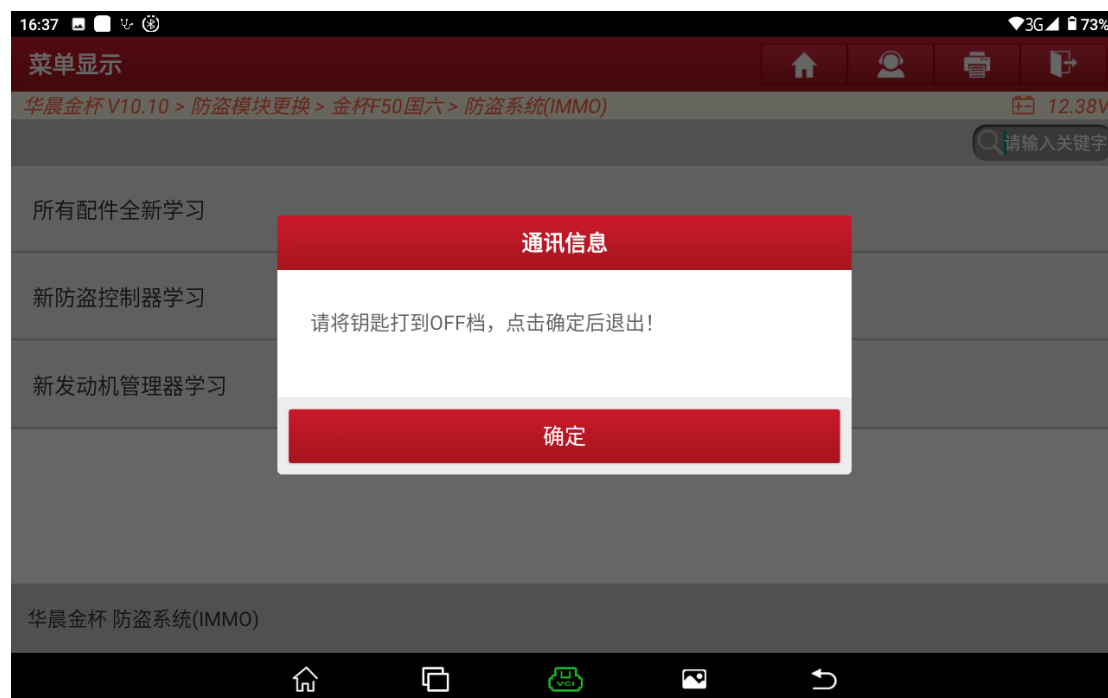 16:37
3G 73%
菜单显示
华晨金杯 V10.10 > 防盗模块更换 > 金杯F50国六 > 防盗系统(IMMO)
12.38V
请输入关键字
所有配件全新学习
通讯信息
新防盗控制器学习
请将钥匙打到OFF档，点击确定后退出！
新发动机管理器学习
确定
华晨金杯 防盗系统(IMMO)
VCI